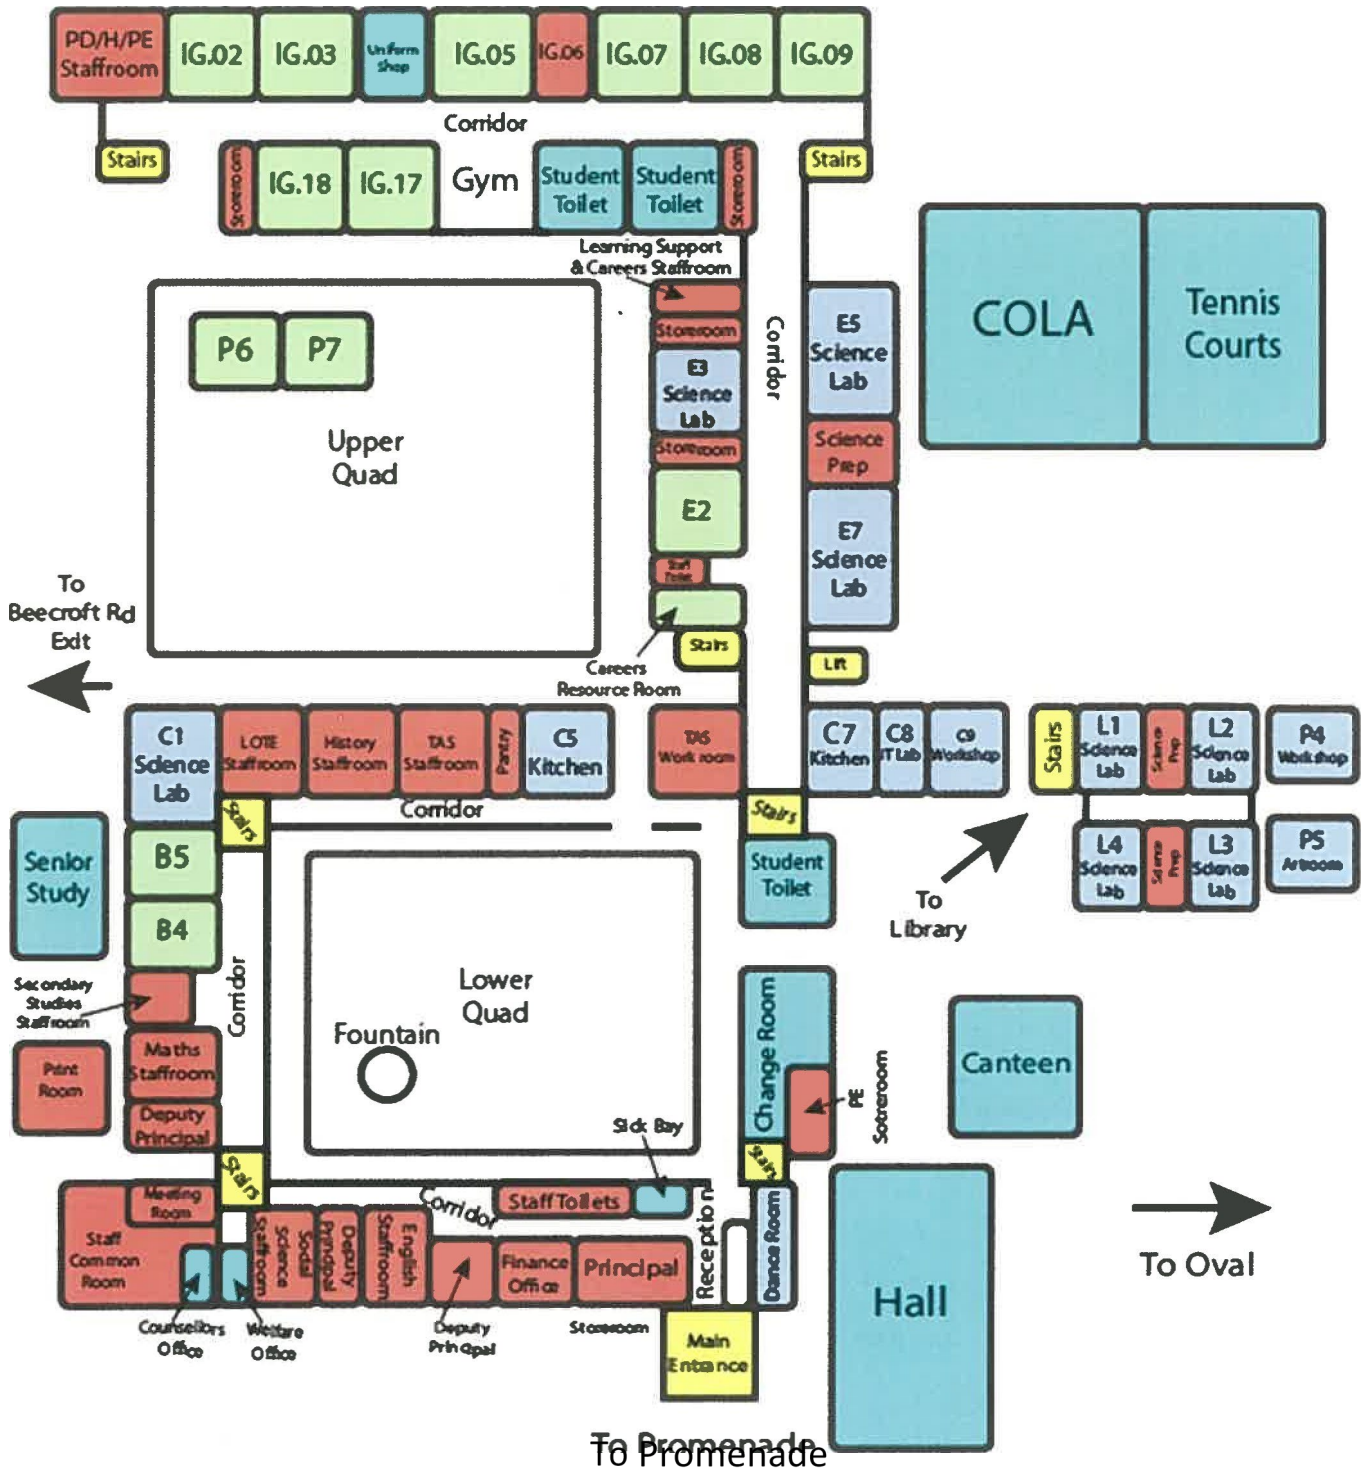 PD/H/PE
Staffroom
IG.02
IG.03
Uniform
Shop
IG.05
IG.06
IG.07
IG.08
IG.09
Corridor
Stairs
Storeroom
IG.18
IG.17
Gym
Student
Toilet
Student
Toilet
Storeroom
Stairs
Learning Support
& Careers Staffroom
COLA
Tennis
Courts
P6
P7
Upper
Quad
Storeroom
E3
Science
Lab
Storeroom
E2
Staff
Toilet
Corridor
E5
Science
Lab
Science
Prep
E7
Science
Lab
To
Beecroft Rd
Exit
Stairs
Careers
Resource Room
Lift
C1
Science
Lab
LOTE
Staffroom
History
Staffroom
TAS
Staffroom
Pantry
C5
Kitchen
TAS
Work room
C7
Kitchen
C8
IT Lab
C9
Workshop
Stairs
L1
Science
Lab
Science
Prep
L2
Science
Lab
P4
Workshop
Stairs
Corridor
Stairs
Senior
Study
B5
B4
Student
Toilet
To
Library
L4
Science
Lab
Science
Prep
L3
Science
Lab
P5
Artroom
Secondary
Studies
Staffroom
Corridor
Lower
Quad
Fountain
Change Room
PE
Sotreroom
Canteen
Print
Room
Maths
Staffroom
Deputy
Principal
Sick Bay
Stairs
Stairs
Meeting
Room
Staff
Common
Room
Corridor
Staff Toilets
Reception
Dance Room
Social
Science
Staffroom
Deputy
Principal
English
Staffroom
Finance
Office
Principal
Hall
To Oval
Counsellors
Office
Welfare
Office
Deputy
Principal
Storeroom
Main
Entrance
To Promenade
To Promenade